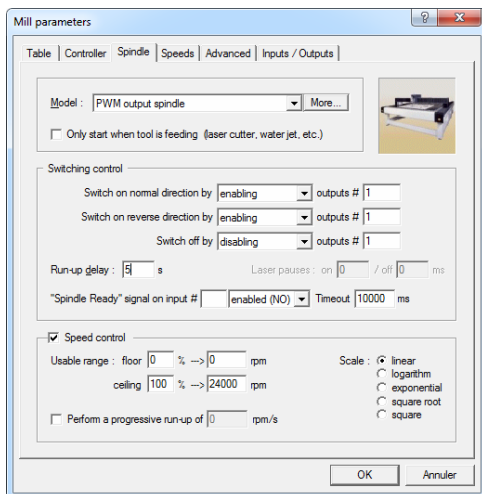 Mill parameters
Table Controller Spindle Speeds Advanced Inputs / Outputs
Model : PWM output spindle More...
Only start when tool is feeding (laser cutter, water jet, etc.)
Switching control
Switch on normal direction by enabling outputs # 1
Switch on reverse direction by enabling outputs # 1
Switch off by disabling outputs # 1
Run-up delay : 5 s Laser pauses : on 0 / off 0 ms
"Spindle Ready" signal on input # enabled (NO) Timeout 10000 ms
Speed control
Usable range : floor 0 % --> 0 rpm Scale : linear
logarithm
ceiling 100 % --> 24000 rpm exponential
square root
Perform a progressive run-up of 0 rpm/s square
OK Annuler